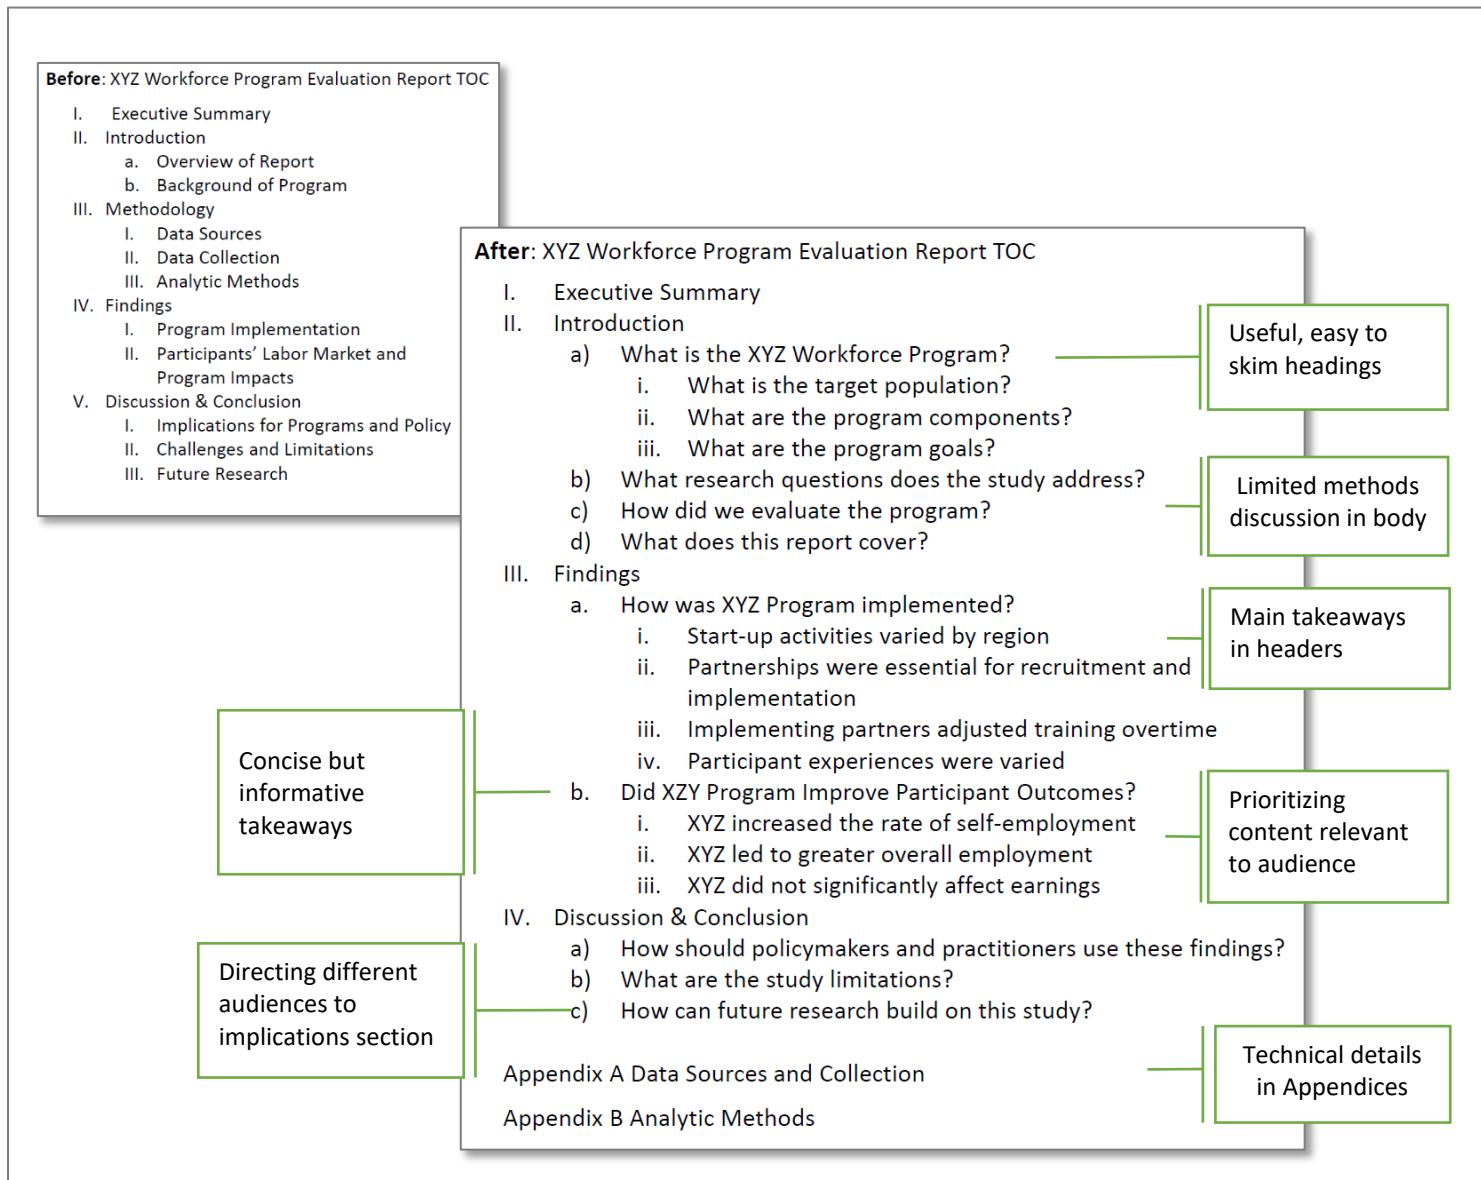 Before: XYZ Workforce Program Evaluation Report TOC
I. Executive Summary
II. Introduction
a. Overview of Report
b. Background of Program
III. Methodology
I. Data Sources
II. Data Collection
III. Analytic Methods
IV. Findings
I. Program Implementation
II. Participants’ Labor Market and
Program Impacts
V. Discussion & Conclusion
I. Implications for Programs and Policy
II. Challenges and Limitations
III. Future Research
After: XYZ Workforce Program Evaluation Report TOC
I. Executive Summary
II. Introduction
a) What is the XYZ Workforce Program?
i. What is the target population?
ii. What are the program components?
iii. What are the program goals?
b) What research questions does the study address?
c) How did we evaluate the program?
d) What does this report cover?
III. Findings
a. How was XYZ Program implemented?
i. Start-up activities varied by region
ii. Partnerships were essential for recruitment and
implementation
iii. Implementing partners adjusted training overtime
iv. Participant experiences were varied
b. Did XZY Program Improve Participant Outcomes?
i. XYZ increased the rate of self-employment
ii. XYZ led to greater overall employment
iii. XYZ did not significantly affect earnings
IV. Discussion & Conclusion
a) How should policymakers and practitioners use these findings?
b) What are the study limitations?
c) How can future research build on this study?
Appendix A Data Sources and Collection
Appendix B Analytic Methods
Useful, easy to
skim headings
Limited methods
discussion in body
Main takeaways
in headers
Concise but
informative
takeaways
Prioritizing
content relevant
to audience
Directing different
audiences to
implications section
Technical details
in Appendices